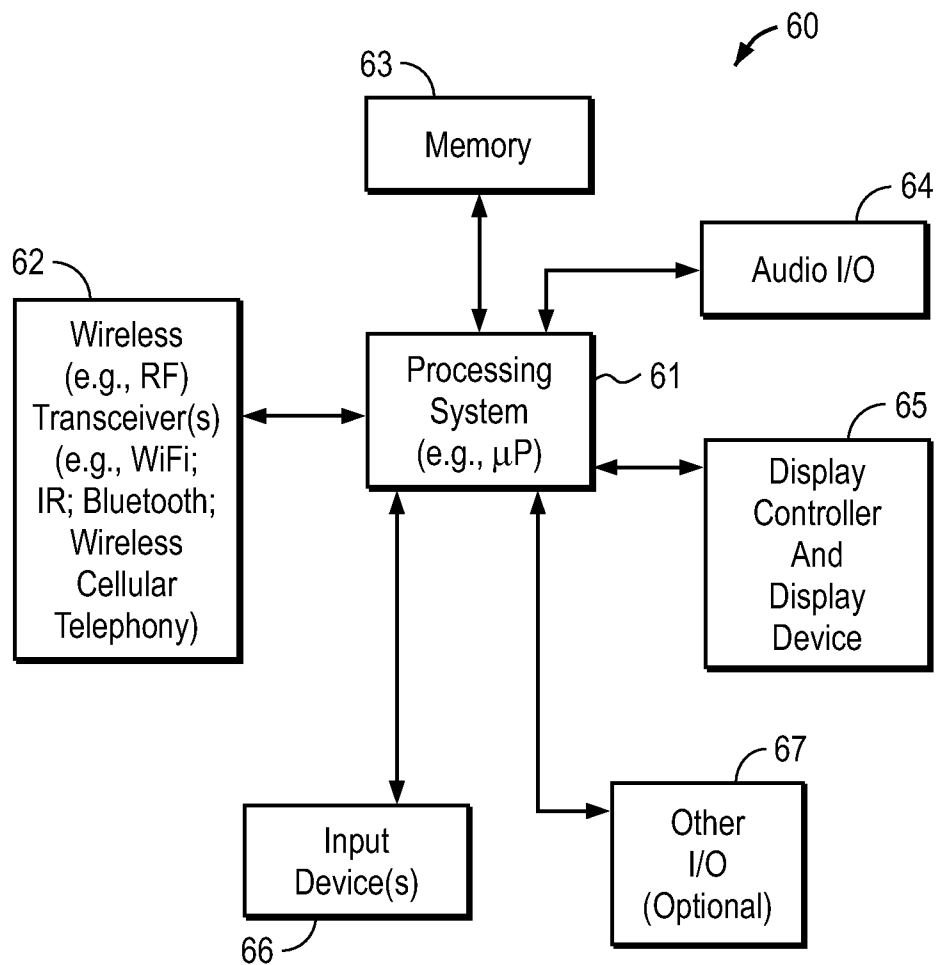 60
63
Memory
64
Audio I/O
62
Wireless
(e.g., RF)
Transceiver(s)
(e.g., WiFi;
IR; Bluetooth;
Wireless
Cellular
Telephony)
Processing
System
(e.g., μP)
61
65
Display
Controller
And
Display
Device
67
Other
I/O
(Optional)
Input
Device(s)
66